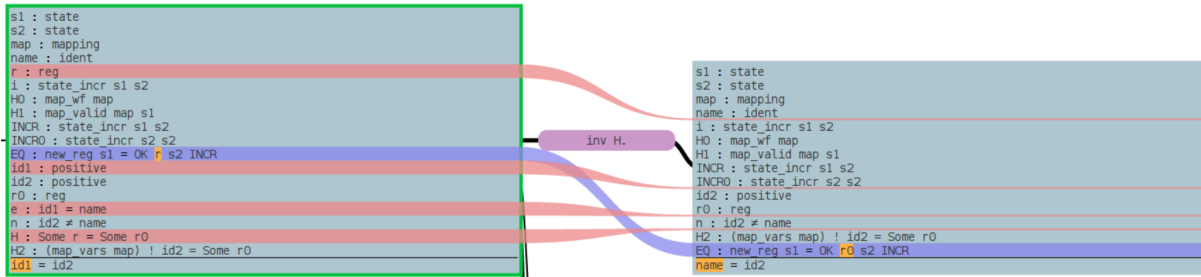 s1 : state
s2 : state
map : mapping
name : ident
r : reg
i : state_incr s1 s2
H0 : map_wf map
H1 : map_valid map s1
INCR : state_incr s1 s2
INCR0 : state_incr s2 s2
EQ : new_reg s1 = OK r s2 INCR
id1 : positive
id2 : positive
r0 : reg
e : id1 = name
n : id2 ≠ name
H : Some r = Some r0
H2 : (map_vars map) ! id2 = Some r0
id1 = id2
inv H.
s1 : state
s2 : state
map : mapping
name : ident
i : state_incr s1 s2
H0 : map_wf map
H1 : map_valid map s1
INCR : state_incr s1 s2
INCR0 : state_incr s2 s2
id2 : positive
r0 : reg
n : id2 ≠ name
H2 : (map_vars map) ! id2 = Some r0
EQ : new_reg s1 = OK r0 s2 INCR
name = id2